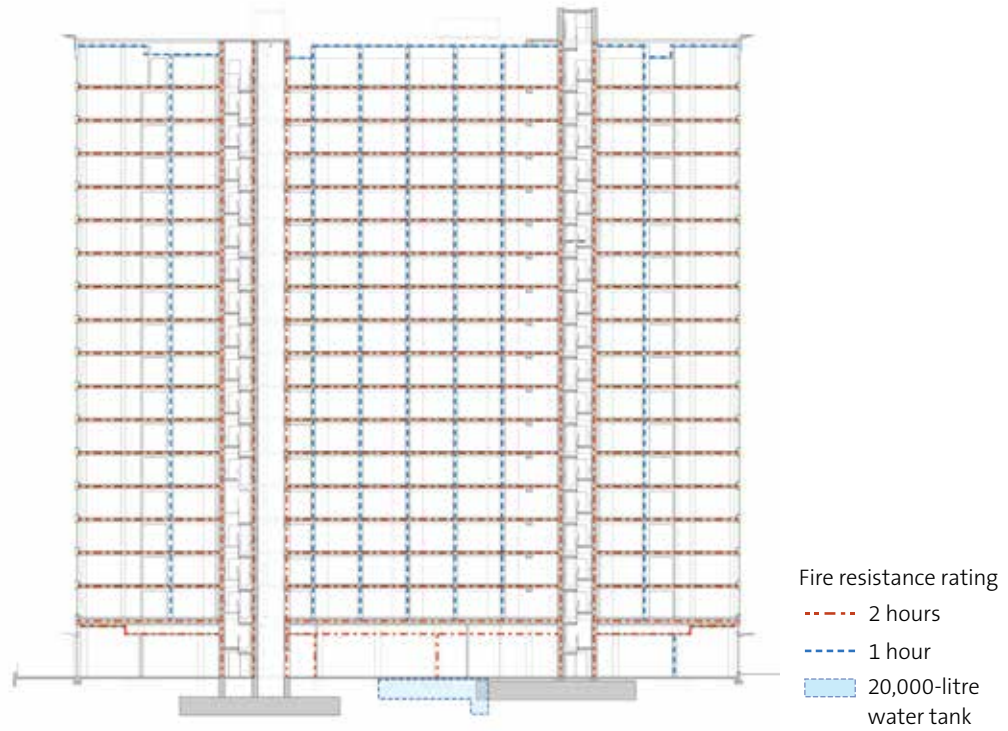 Fire resistance rating
2 hours
1 hour
20,000-litre
water tank